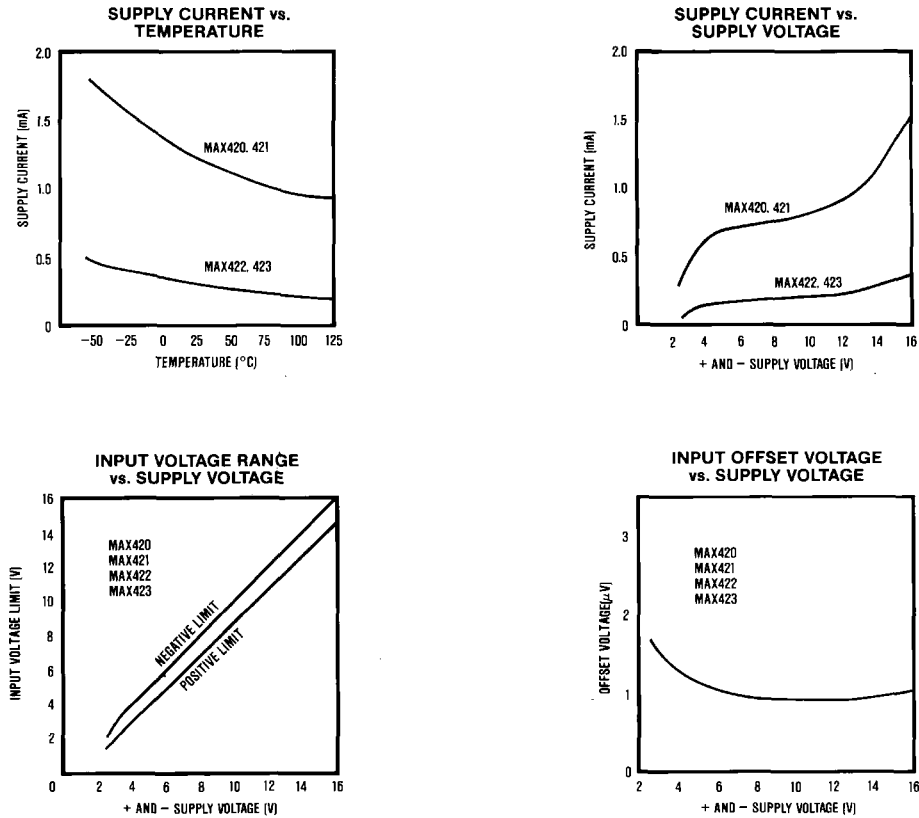 SUPPLY CURRENT vs.
TEMPERATURE
2.0
1.5
1.0
0.5
0
SUPPLY CURRENT (mA)
MAX420, 421
MAX422, 423
−50 −25 0 25 50 75 100 125
TEMPERATURE (°C)
SUPPLY CURRENT vs.
SUPPLY VOLTAGE
2.0
1.5
1.0
0.5
0
SUPPLY CURRENT (mA)
MAX420, 421
MAX422, 423
2 4 6 8 10 12 14 16
+ AND − SUPPLY VOLTAGE (V)
INPUT VOLTAGE RANGE
vs. SUPPLY VOLTAGE
16
14
12
10
8
6
4
2
0
INPUT VOLTAGE LIMIT (V)
MAX420
MAX421
MAX422
MAX423
NEGATIVE LIMIT
POSITIVE LIMIT
2 4 6 8 10 12 14 16
+ AND − SUPPLY VOLTAGE (V)
INPUT OFFSET VOLTAGE
vs. SUPPLY VOLTAGE
3
2
1
0
OFFSET VOLTAGE(μV)
MAX420
MAX421
MAX422
MAX423
2 4 6 8 10 12 14 16
+ AND − SUPPLY VOLTAGE (V)